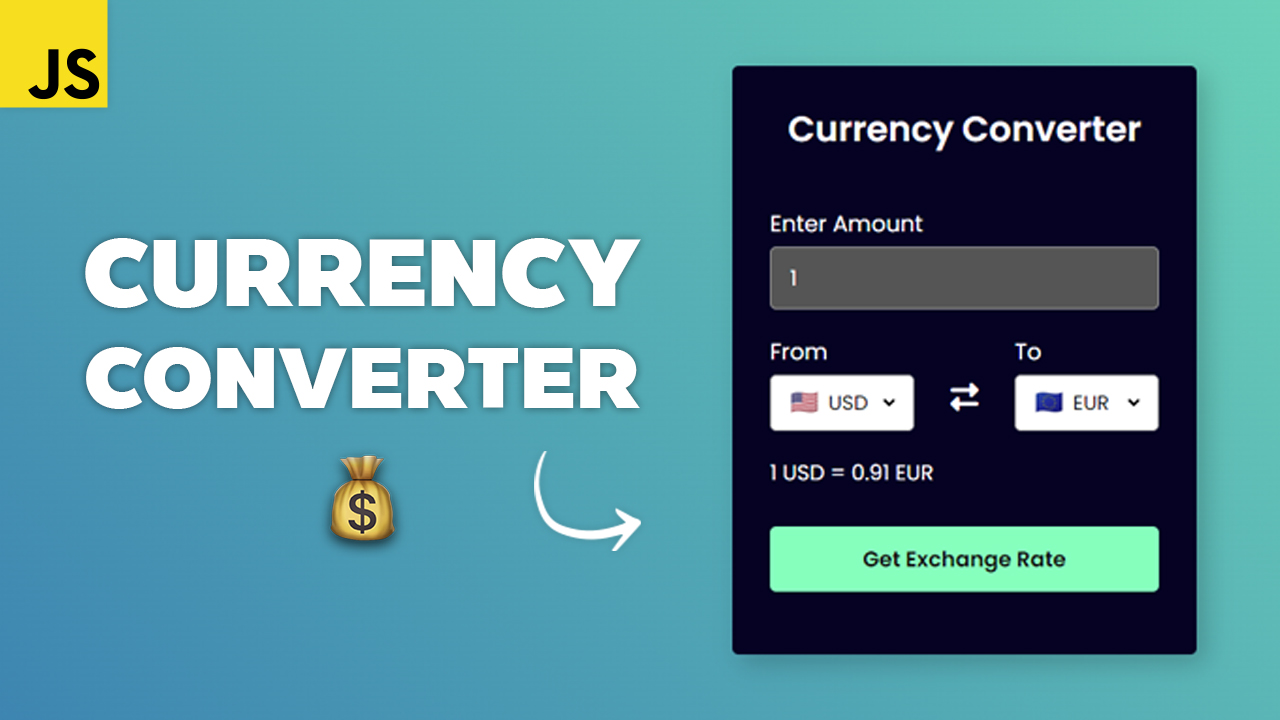 JS
CURRENCY
CONVERTER
$
Currency Converter
Enter Amount
1
From To
USD EUR
1 USD = 0.91 EUR
Get Exchange Rate